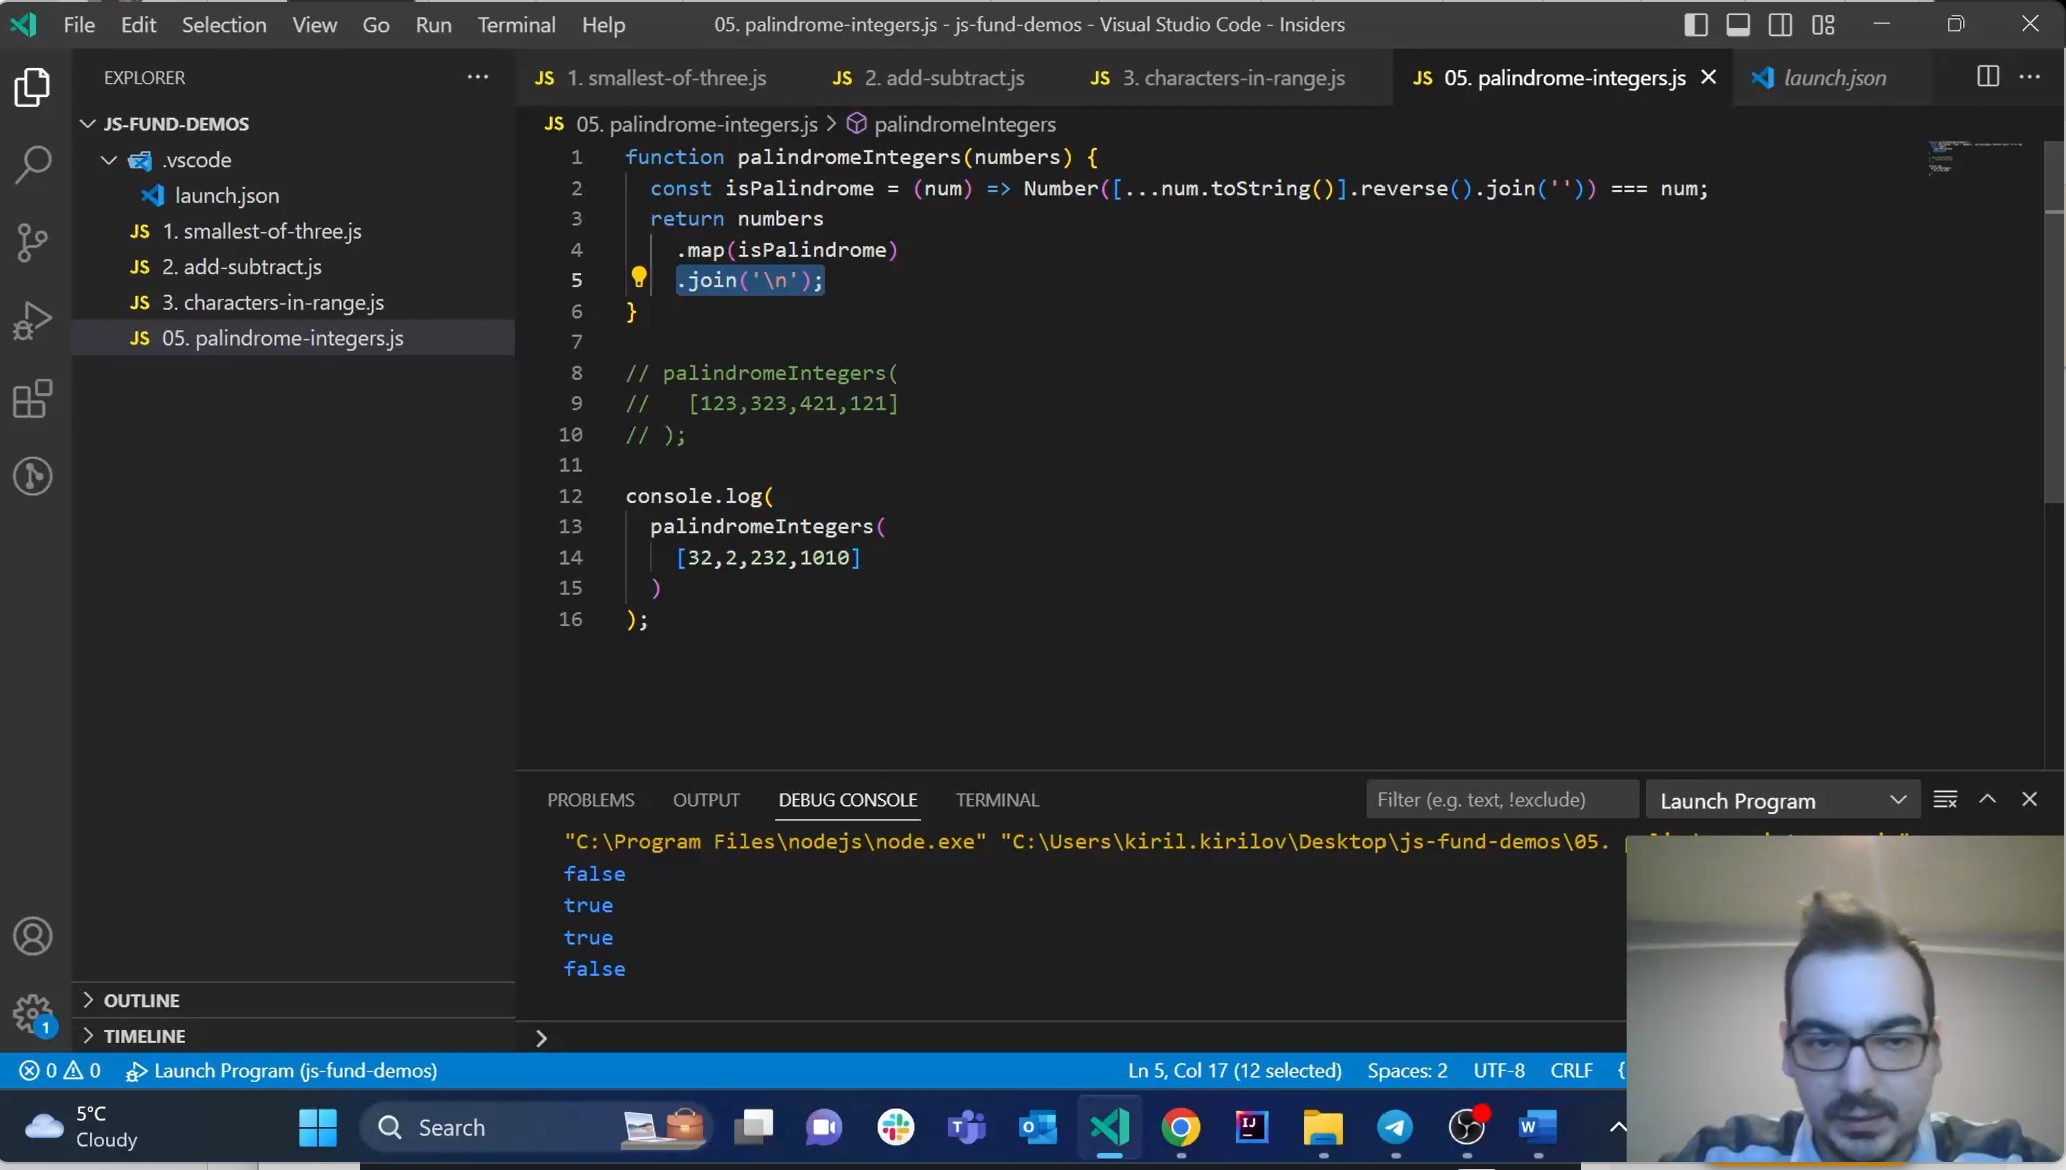 File Edit Selection View Go Run Terminal Help 05. palindrome-integers.js - js-fund-demos - Visual Studio Code - Insiders
EXPLORER
JS 1. smallest-of-three.js JS 2. add-subtract.js JS 3. characters-in-range.js JS 05. palindrome-integers.js launch.json
JS-FUND-DEMOS
.vscode
launch.json
JS 1. smallest-of-three.js
JS 2. add-subtract.js
JS 3. characters-in-range.js
JS 05. palindrome-integers.js
OUTLINE
TIMELINE
JS 05. palindrome-integers.js > palindromeIntegers
1 function palindromeIntegers(numbers) {
2 const isPalindrome = (num) => Number([...num.toString()].reverse().join('')) === num;
3 return numbers
4 .map(isPalindrome)
5 .join('\n');
6 }
7
8 // palindromeIntegers(
9 // [123,323,421,121]
10 // );
11
12 console.log(
13 palindromeIntegers(
14 [32,2,232,1010]
15 )
16 );
PROBLEMS OUTPUT DEBUG CONSOLE TERMINAL Filter (e.g. text, !exclude) Launch Program
"C:\Program Files\nodejs\node.exe" "C:\Users\kiril.kirilov\Desktop\js-fund-demos\05.
false
true
true
false
1
0 0 Launch Program (js-fund-demos) Ln 5, Col 17 (12 selected) Spaces: 2 UTF-8 CRLF {
5°C
Cloudy
Search